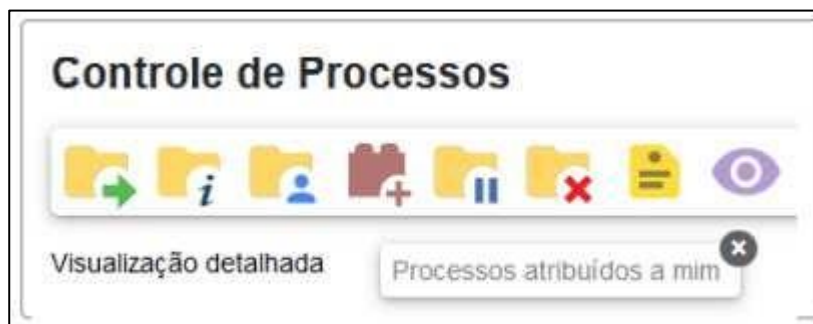 Controle de Processos
Visualização detalhada
Processos atribuídos a mim